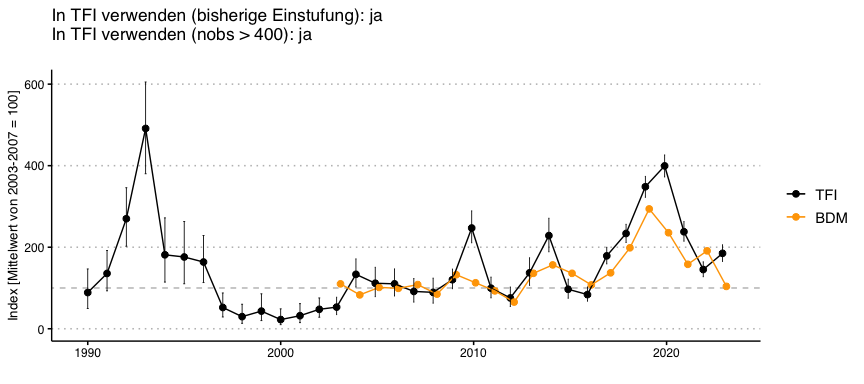 In TFI verwenden (bisherige Einstufung): ja
In TFI verwenden (nobs > 400): ja
Index [Mittelwert von 2003-2007 = 100]
600
400
200
0
1990
2000
2010
2020
TFI
BDM